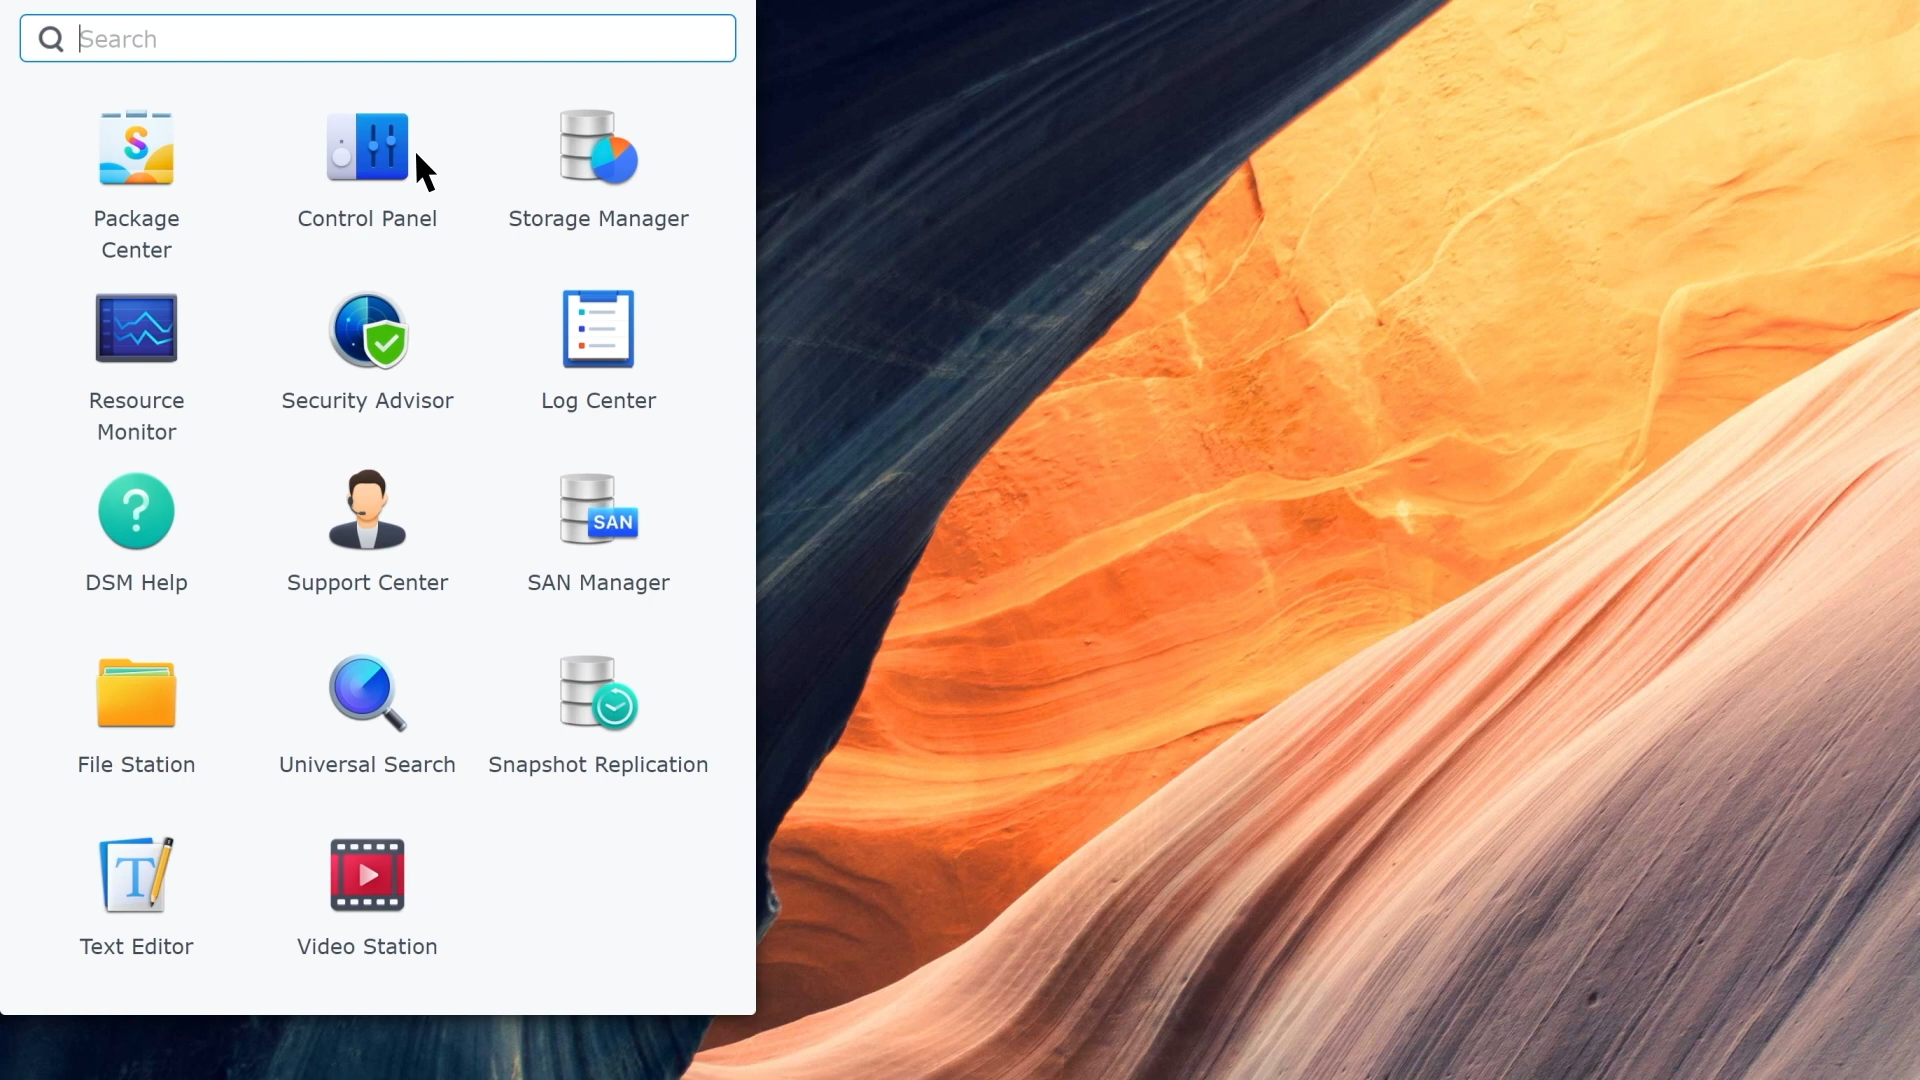 Search
S
Package
Center
Control Panel
Storage Manager
Resource
Monitor
Security Advisor
Log Center
?
DSM Help
Support Center
SAN
SAN Manager
File Station
Universal Search
Snapshot Replication
T
Text Editor
Video Station